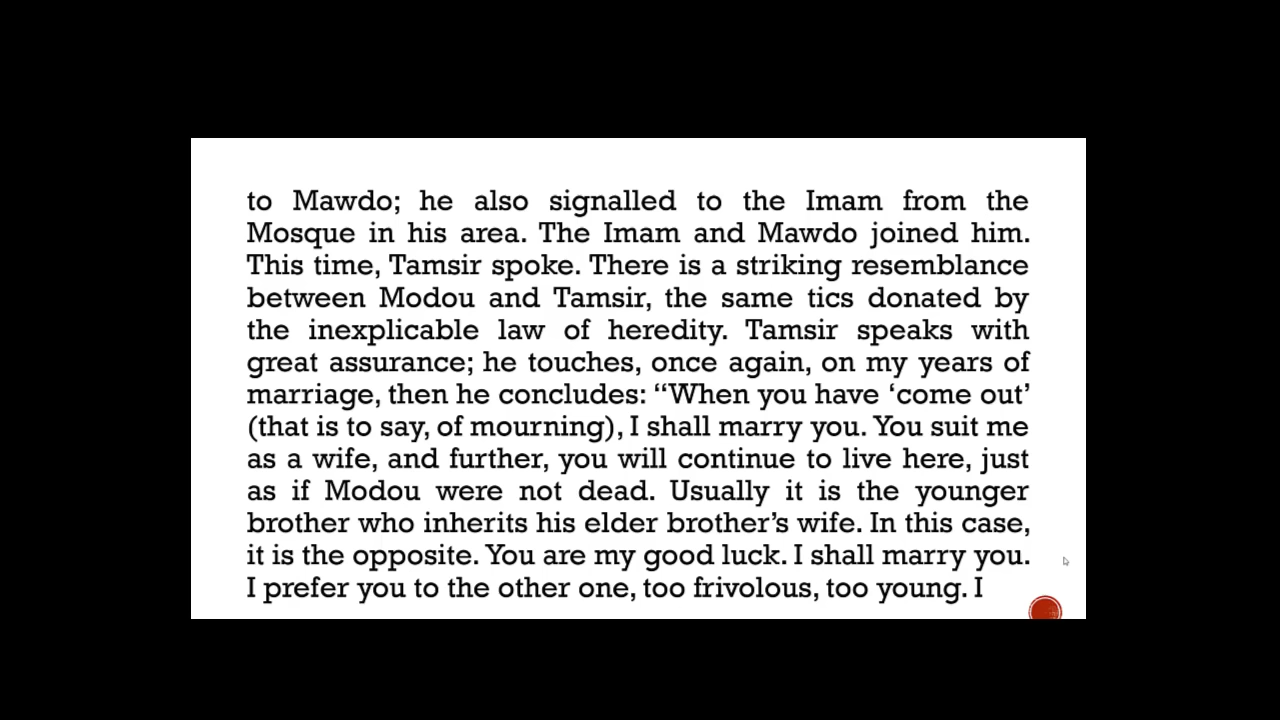 to Mawdo; he also signalled to the Imam from the
Mosque in his area. The Imam and Mawdo joined him.
This time, Tamsir spoke. There is a striking resemblance
between Modou and Tamsir, the same tics donated by
the inexplicable law of heredity. Tamsir speaks with
great assurance; he touches, once again, on my years of
marriage, then he concludes: “When you have ‘come out’
(that is to say, of mourning), I shall marry you. You suit me
as a wife, and further, you will continue to live here, just
as if Modou were not dead. Usually it is the younger
brother who inherits his elder brother’s wife. In this case,
it is the opposite. You are my good luck. I shall marry you.
I prefer you to the other one, too frivolous, too young. I